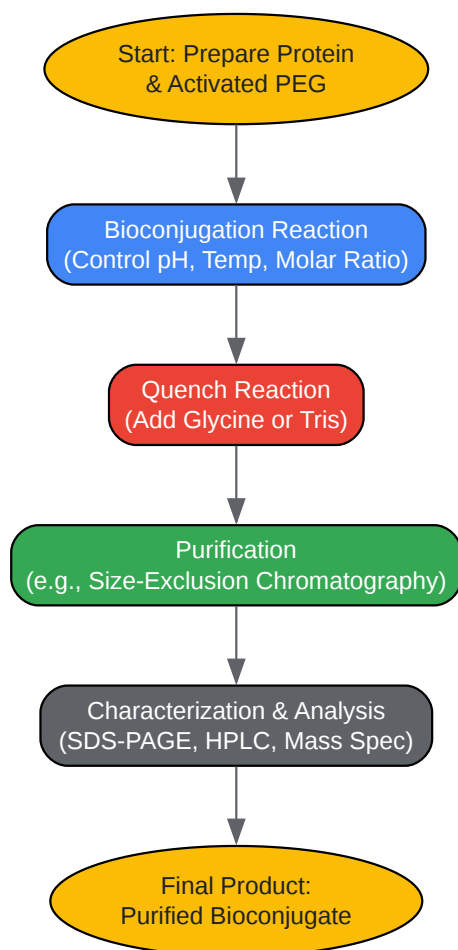 Start: Prepare Protein
& Activated PEG
Bioconjugation Reaction
(Control pH, Temp, Molar Ratio)
Quench Reaction
(Add Glycine or Tris)
Purification
(e.g., Size-Exclusion Chromatography)
Characterization & Analysis
(SDS-PAGE, HPLC, Mass Spec)
Final Product:
Purified Bioconjugate